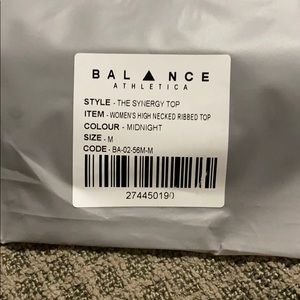 BAL▲NCE
ATHLETICA
STYLE - THE SYNERGY TOP
ITEM - WOMEN'S HIGH NECKED RIBBED TOP
COLOUR - MIDNIGHT
SIZE - M
CODE - BA-02-56M-M
274450190